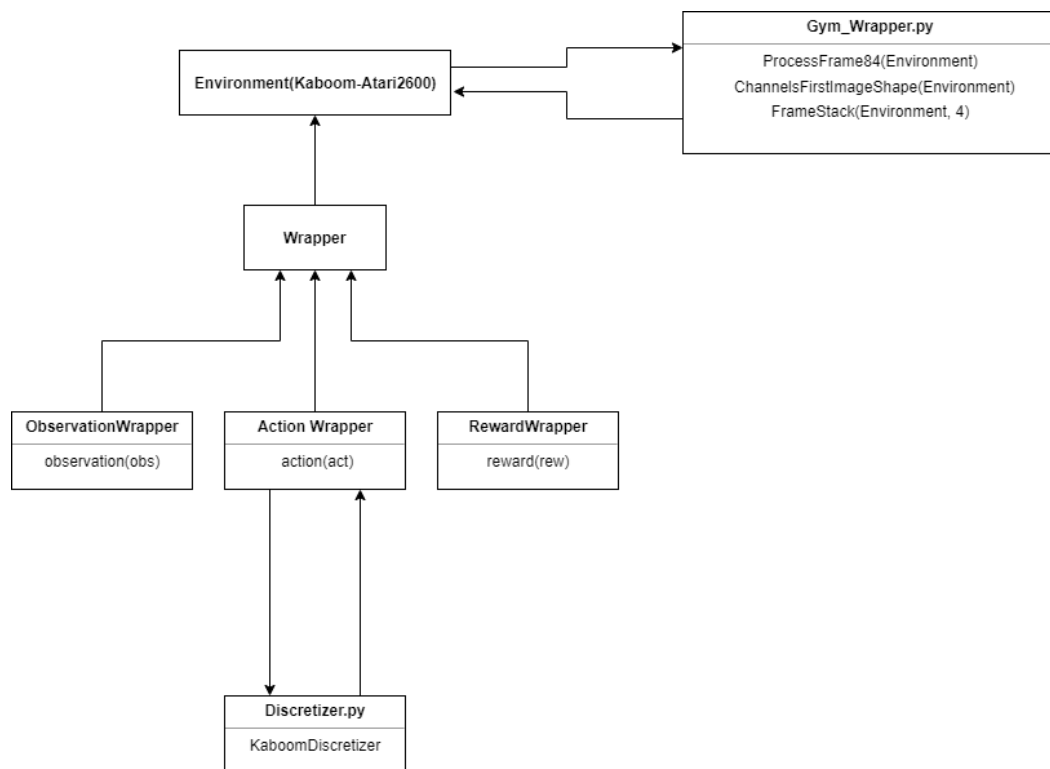 Gym_Wrapper.py
ProcessFrame84(Environment)
ChannelsFirstImageShape(Environment)
FrameStack(Environment, 4)
Environment(Kaboom-Atari2600)
Wrapper
ObservationWrapper
observation(obs)
Action Wrapper
action(act)
RewardWrapper
reward(rew)
Discretizer.py
KaboomDiscretizer